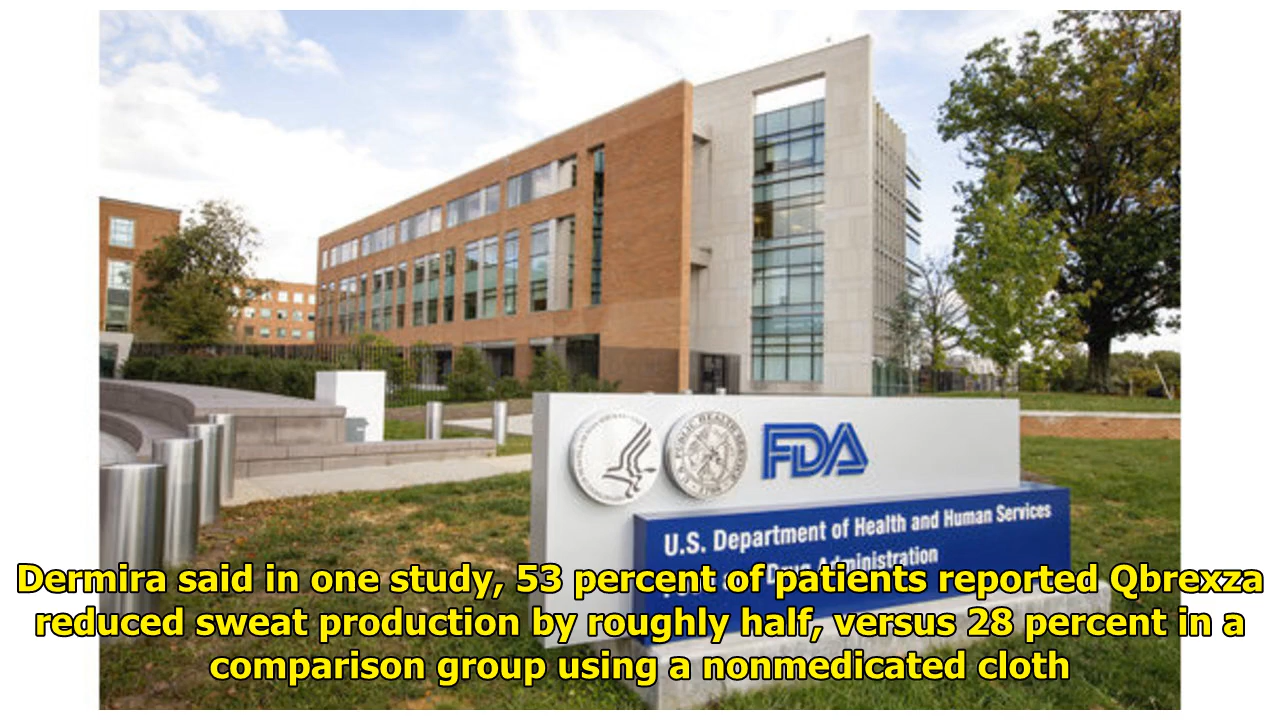 FDA
U.S. Department of Health and Human Services
Administration
Dermira said in one study, 53 percent of patients reported Qbrexza
reduced sweat production by roughly half, versus 28 percent in a
comparison group using a nonmedicated cloth